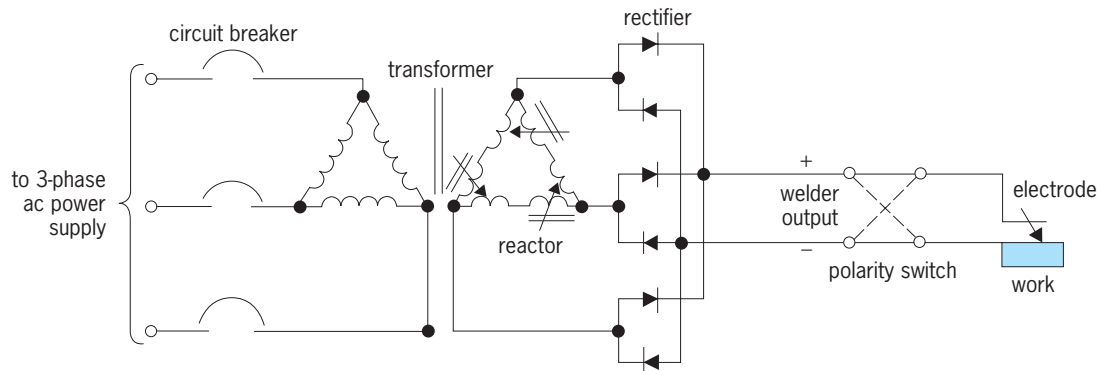 rectifier
circuit breaker
transformer
to 3-phase
ac power
supply
+
welder
output
−
electrode
reactor
polarity switch
work